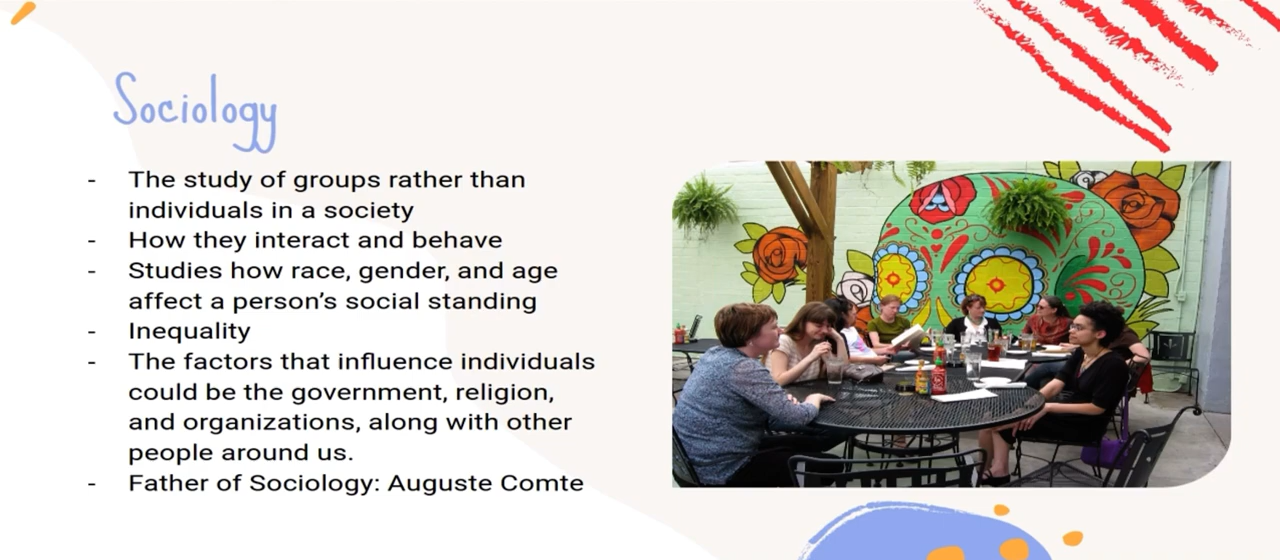 Sociology
- The study of groups rather than
individuals in a society
- How they interact and behave
- Studies how race, gender, and age
affect a person’s social standing
- Inequality
- The factors that influence individuals
could be the government, religion,
and organizations, along with other
people around us.
- Father of Sociology: Auguste Comte